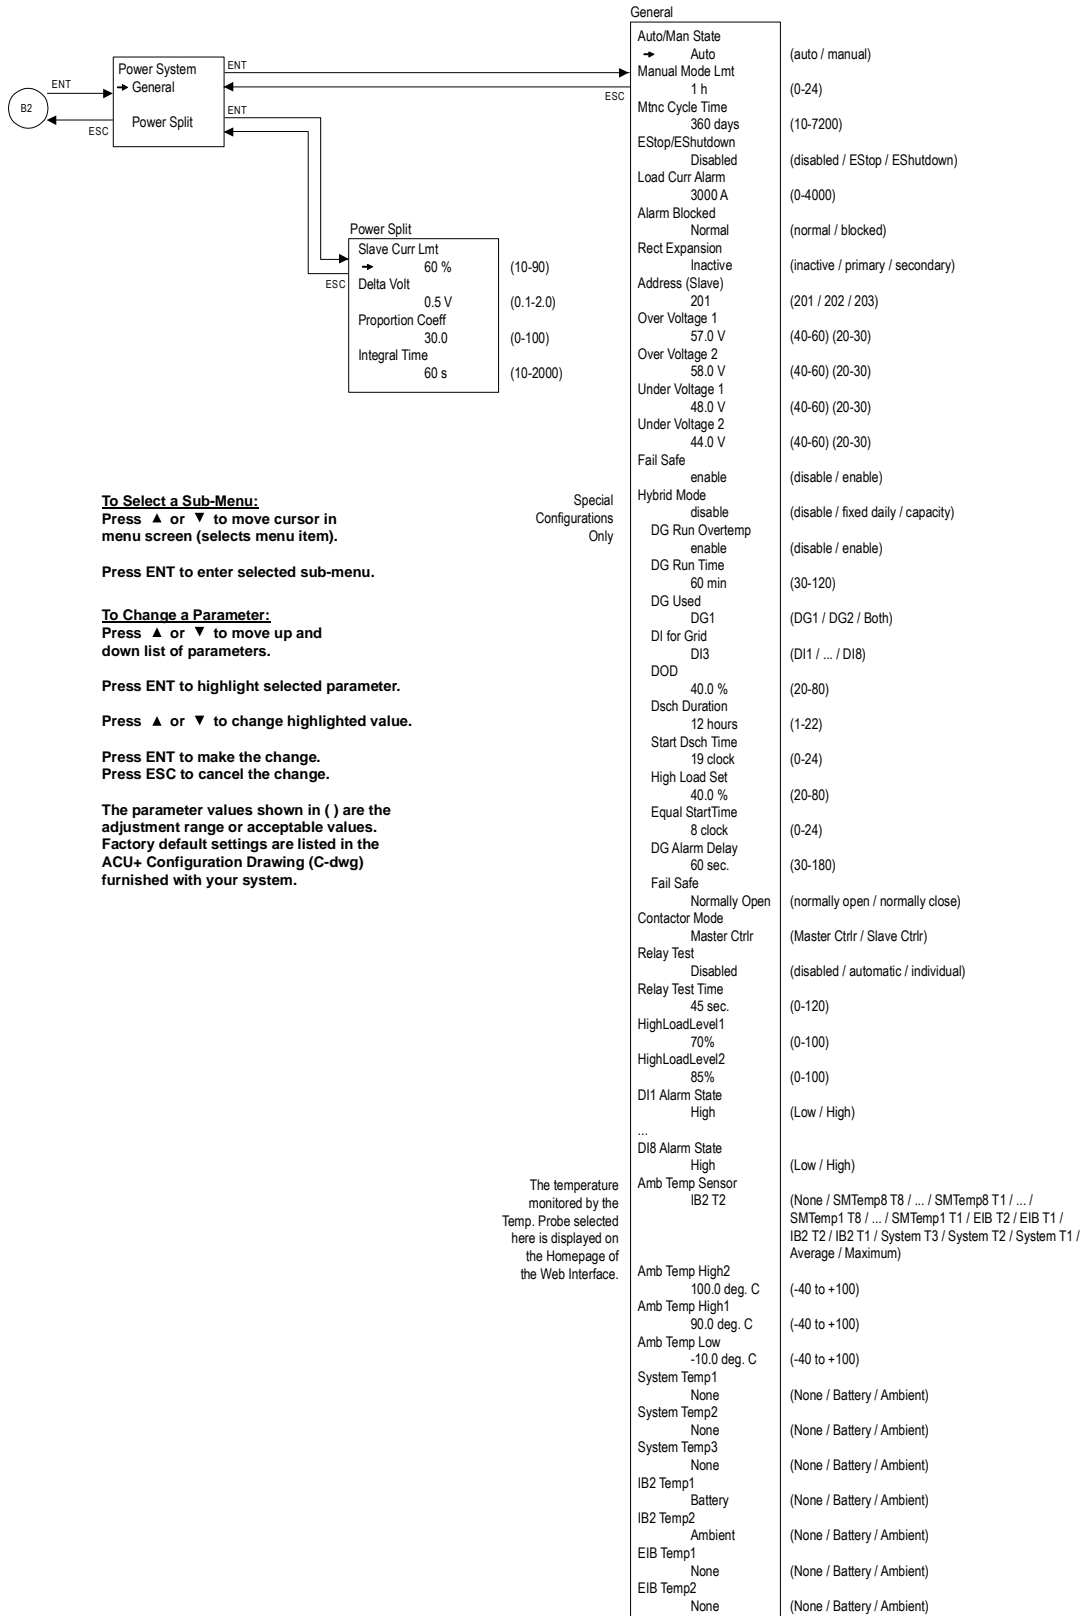 General
Auto/Man State
Auto (auto / manual)
Manual Mode Lmt
1 h (0-24)
Mtnc Cycle Time
360 days (10-7200)
EStop/EShutdown
Disabled (disabled / EStop / EShutdown)
Load Curr Alarm
3000 A (0-4000)
Alarm Blocked
Normal (normal / blocked)
Rect Expansion
Inactive (inactive / primary / secondary)
Address (Slave)
201 (201 / 202 / 203)
Over Voltage 1
57.0 V (40-60) (20-30)
Over Voltage 2
58.0 V (40-60) (20-30)
Under Voltage 1
48.0 V (40-60) (20-30)
Under Voltage 2
44.0 V (40-60) (20-30)
Fail Safe
enable (disable / enable)
Hybrid Mode
disable (disable / fixed daily / capacity)
DG Run Overtemp
enable (disable / enable)
DG Run Time
60 min (30-120)
DG Used
DG1 (DG1 / DG2 / Both)
DI for Grid
DI3 (DI1 / ... / DI8)
DOD
40.0 % (20-80)
Dsch Duration
12 hours (1-22)
Start Dsch Time
19 clock (0-24)
High Load Set
40.0 % (20-80)
Equal StartTime
8 clock (0-24)
DG Alarm Delay
60 sec. (30-180)
Fail Safe
Normally Open (normally open / normally close)
Contactor Mode
Master Ctrlr (Master Ctrlr / Slave Ctrlr)
Relay Test
Disabled (disabled / automatic / individual)
Relay Test Time
45 sec. (0-120)
HighLoadLevel1
70% (0-100)
HighLoadLevel2
85% (0-100)
DI1 Alarm State
High (Low / High)
...
DI8 Alarm State
High (Low / High)
Amb Temp Sensor
IB2 T2 (None / SMTemp8 T8 / ... / SMTemp8 T1 / ... /
SMTemp1 T8 / ... / SMTemp1 T1 / EIB T2 / EIB T1 /
IB2 T2 / IB2 T1 / System T3 / System T2 / System T1 /
Average / Maximum)
Amb Temp High2
100.0 deg. C (-40 to +100)
Amb Temp High1
90.0 deg. C (-40 to +100)
Amb Temp Low
-10.0 deg. C (-40 to +100)
System Temp1
None (None / Battery / Ambient)
System Temp2
None (None / Battery / Ambient)
System Temp3
None (None / Battery / Ambient)
IB2 Temp1
Battery (None / Battery / Ambient)
IB2 Temp2
Ambient (None / Battery / Ambient)
EIB Temp1
None (None / Battery / Ambient)
EIB Temp2
None (None / Battery / Ambient)
B2
ENT
ESC
Power System
General
Power Split
ENT
ESC
ENT
ESC
Power Split
Slave Curr Lmt
60 % (10-90)
Delta Volt
0.5 V (0.1-2.0)
Proportion Coeff
30.0 (0-100)
Integral Time
60 s (10-2000)
Special
Configurations
Only
To Select a Sub-Menu:
Press ▲ or ▼ to move cursor in
menu screen (selects menu item).
Press ENT to enter selected sub-menu.
To Change a Parameter:
Press ▲ or ▼ to move up and
down list of parameters.
Press ENT to highlight selected parameter.
Press ▲ or ▼ to change highlighted value.
Press ENT to make the change.
Press ESC to cancel the change.
The parameter values shown in ( ) are the
adjustment range or acceptable values.
Factory default settings are listed in the
ACU+ Configuration Drawing (C-dwg)
furnished with your system.
The temperature
monitored by the
Temp. Probe selected
here is displayed on
the Homepage of
the Web Interface.